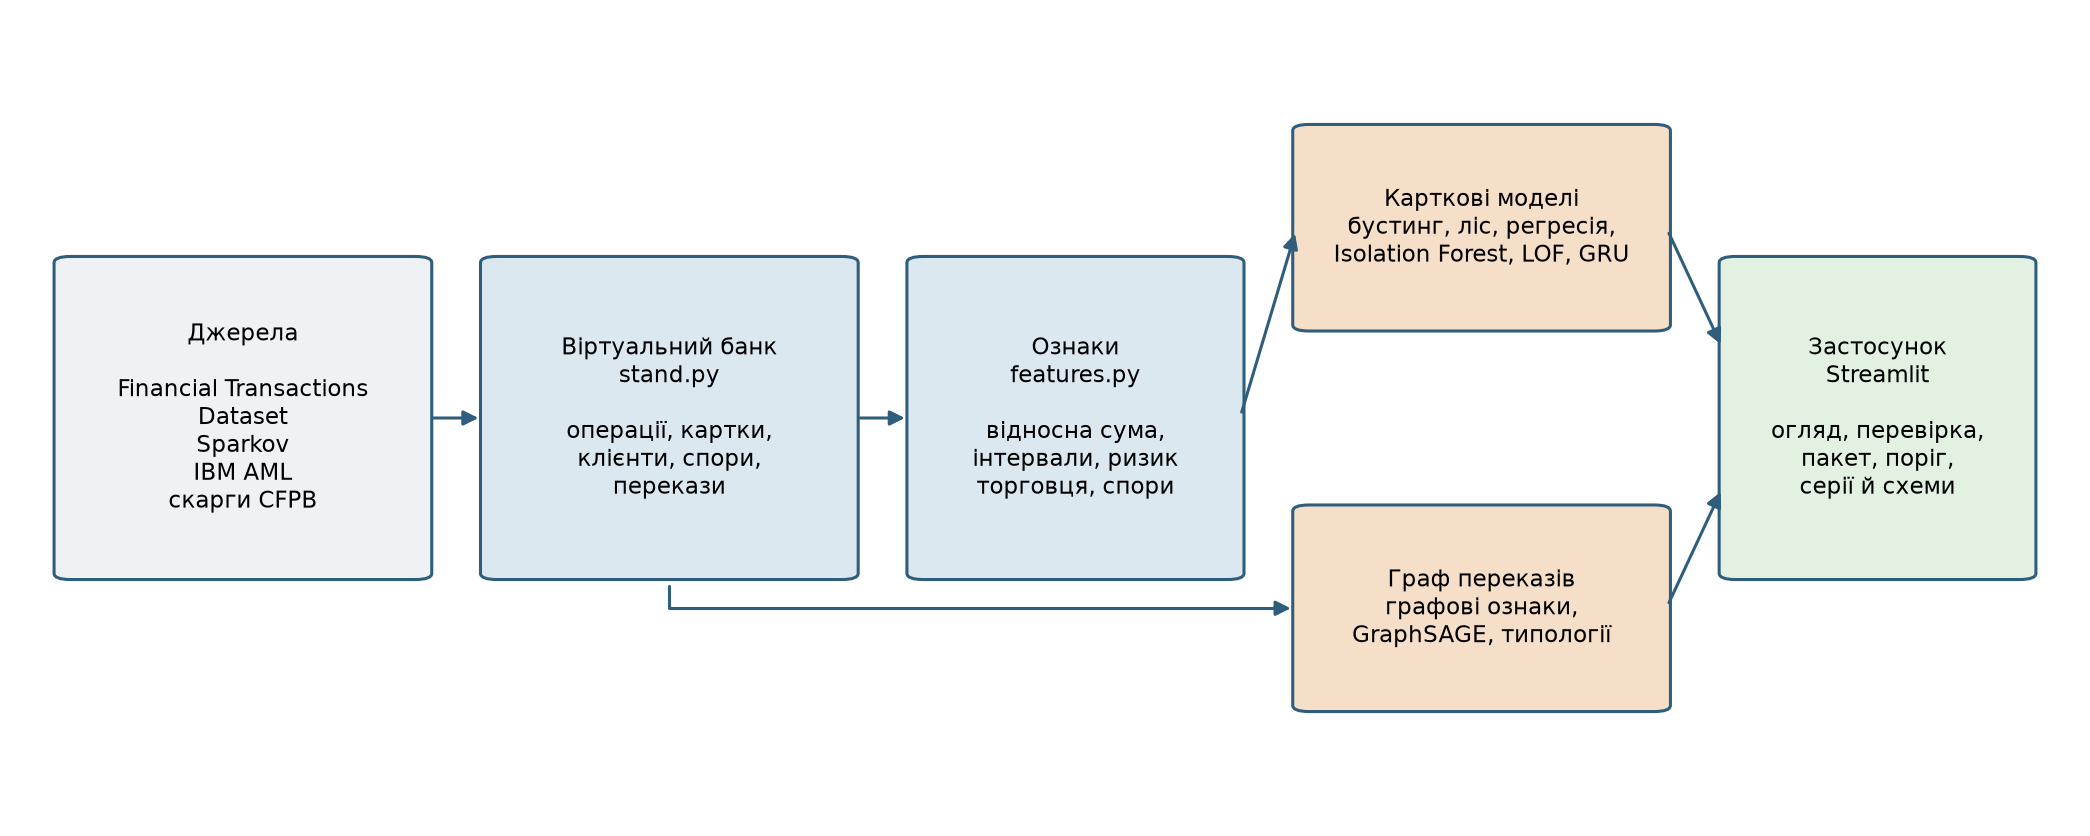 Джерела
Financial Transactions
Dataset
Sparkov
IBM AML
скарги CFPB
Віртуальний банк
stand.py
операції, картки,
клієнти, спори,
перекази
Ознаки
features.py
відносна сума,
інтервали, ризик
торговця, спори
Карткові моделі
бустинг, ліс, регресія,
Isolation Forest, LOF, GRU
Граф переказів
графові ознаки,
GraphSAGE, типології
Застосунок
Streamlit
огляд, перевірка,
пакет, поріг,
серії й схеми